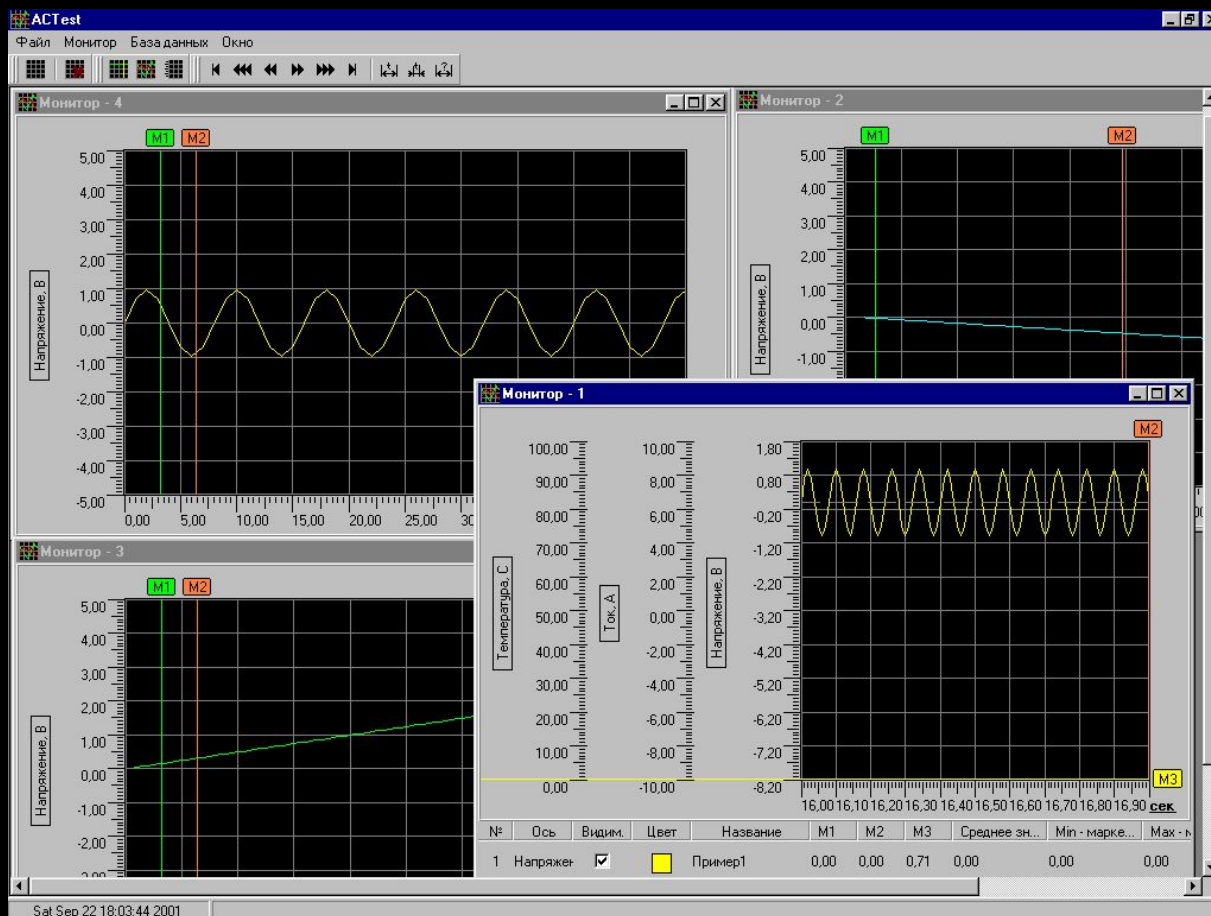 ACTest
Файл Монитор База данных Окно
Монитор - 4
M1 M2
5,00
4,00
3,00
2,00
1,00
0,00
-1,00
-2,00
-3,00
-4,00
-5,00
Напряжение, В
0,00 5,00 10,00 15,00 20,00 25,00
Монитор - 2
M1 M2
5,00
4,00
3,00
2,00
1,00
0,00
-1,00
Напряжение, В
Монитор - 3
M1 M2
5,00
4,00
3,00
2,00
1,00
0,00
-1,00
-2,00
Напряжение, В
Монитор - 1
M2
Температура, С
100,00
90,00
80,00
70,00
60,00
50,00
40,00
30,00
20,00
10,00
0,00
Ток, А
10,00
8,00
6,00
4,00
2,00
0,00
-2,00
-4,00
-6,00
-8,00
-10,00
Напряжение, В
1,80
0,80
-0,20
-1,20
-2,20
-3,20
-4,20
-5,20
-6,20
-7,20
-8,20
M3
16,00 16,10 16,20 16,30 16,40 16,50 16,60 16,70 16,80 16,90 сек
№ Ось Видим. Цвет Название M1 M2 M3 Среднее зн... Min - марке... Max - м
1 Напряжен Пример1 0,00 0,00 0,71 0,00 0,00 0,00
Sat Sep 22 18:03:44 2001